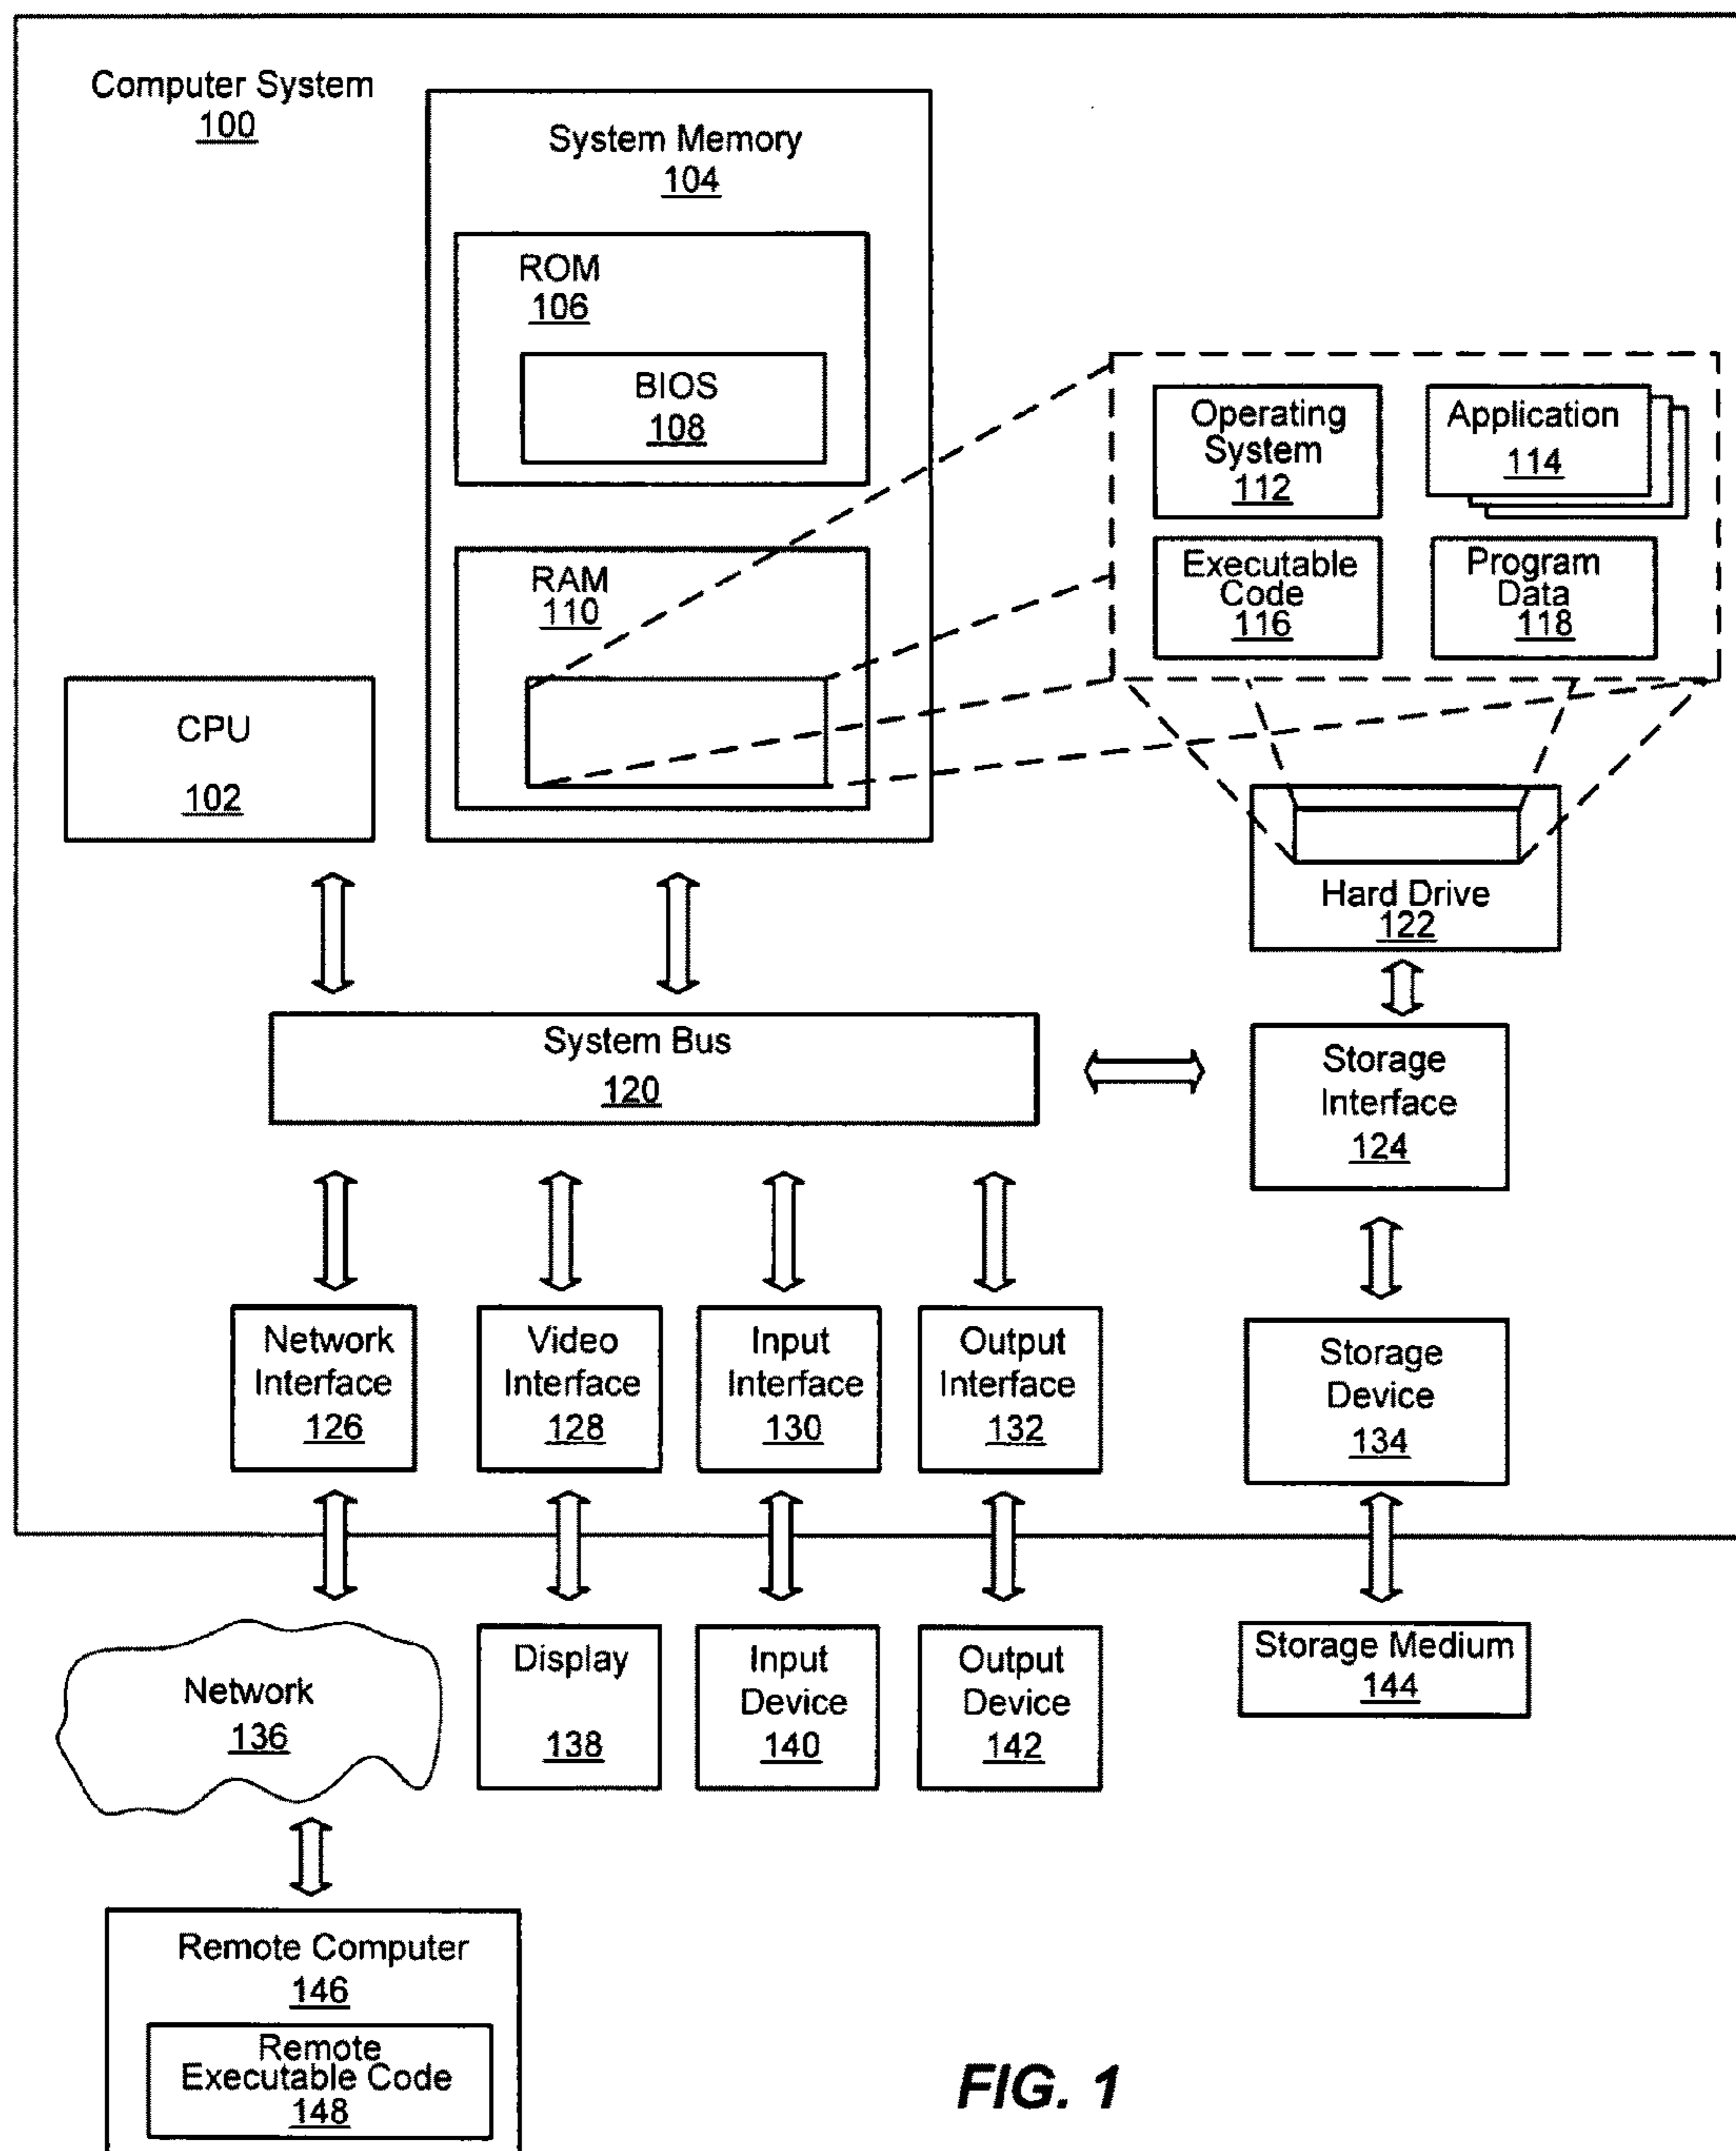 Computer System
100
System Memory
104
ROM
106
BIOS
108
RAM
110
Operating
System
112
Application
114
Executable
Code
116
Program
Data
118
CPU
102
Hard Drive
122
System Bus
120
Storage
Interface
124
Network
Interface
126
Video
Interface
128
Input
Interface
130
Output
Interface
132
Storage
Device
134
Network
136
Display
138
Input
Device
140
Output
Device
142
Storage Medium
144
Remote Computer
146
Remote
Executable Code
148
FIG. 1